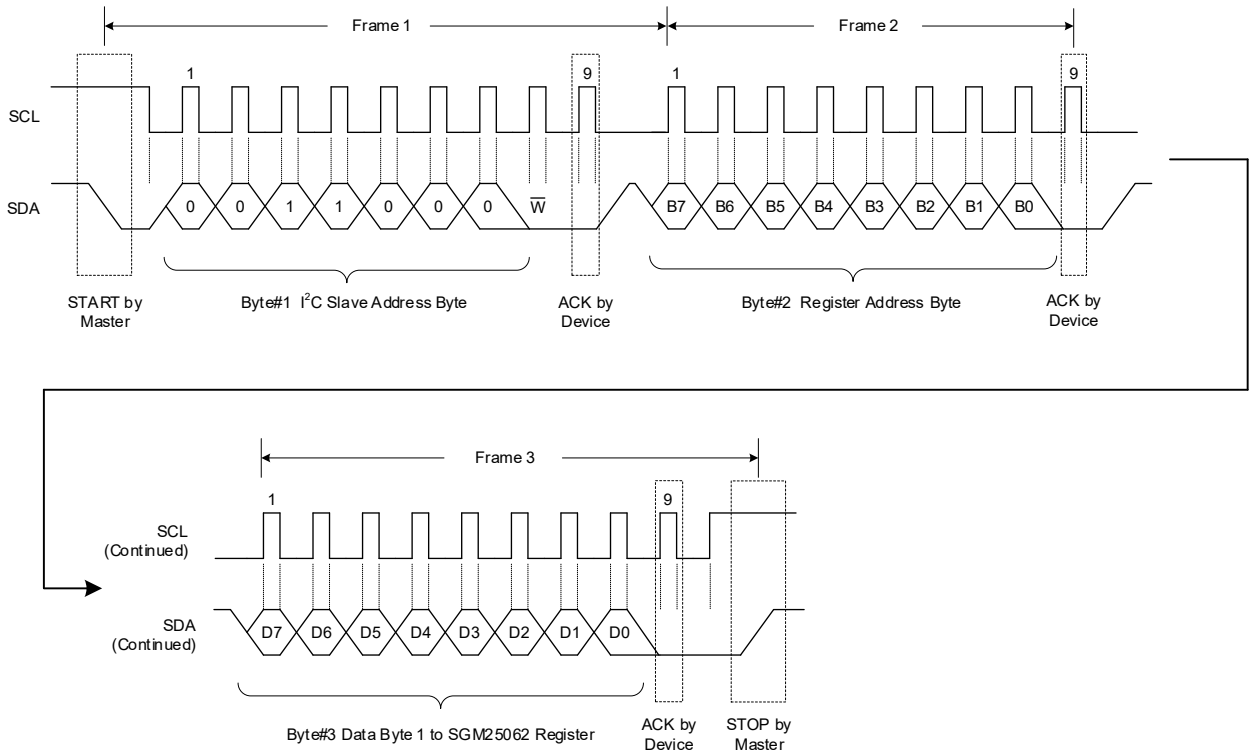 Frame 1
Frame 2
1
9
1
9
SCL
SDA
0 0 1 1 0 0 0 W̅
B7 B6 B5 B4 B3 B2 B1 B0
START by
Master
Byte#1 I²C Slave Address Byte
ACK by
Device
Byte#2 Register Address Byte
ACK by
Device
Frame 3
1
9
SCL
(Continued)
SDA
(Continued)
D7 D6 D5 D4 D3 D2 D1 D0
Byte#3 Data Byte 1 to SGM25062 Register
ACK by
Device
STOP by
Master